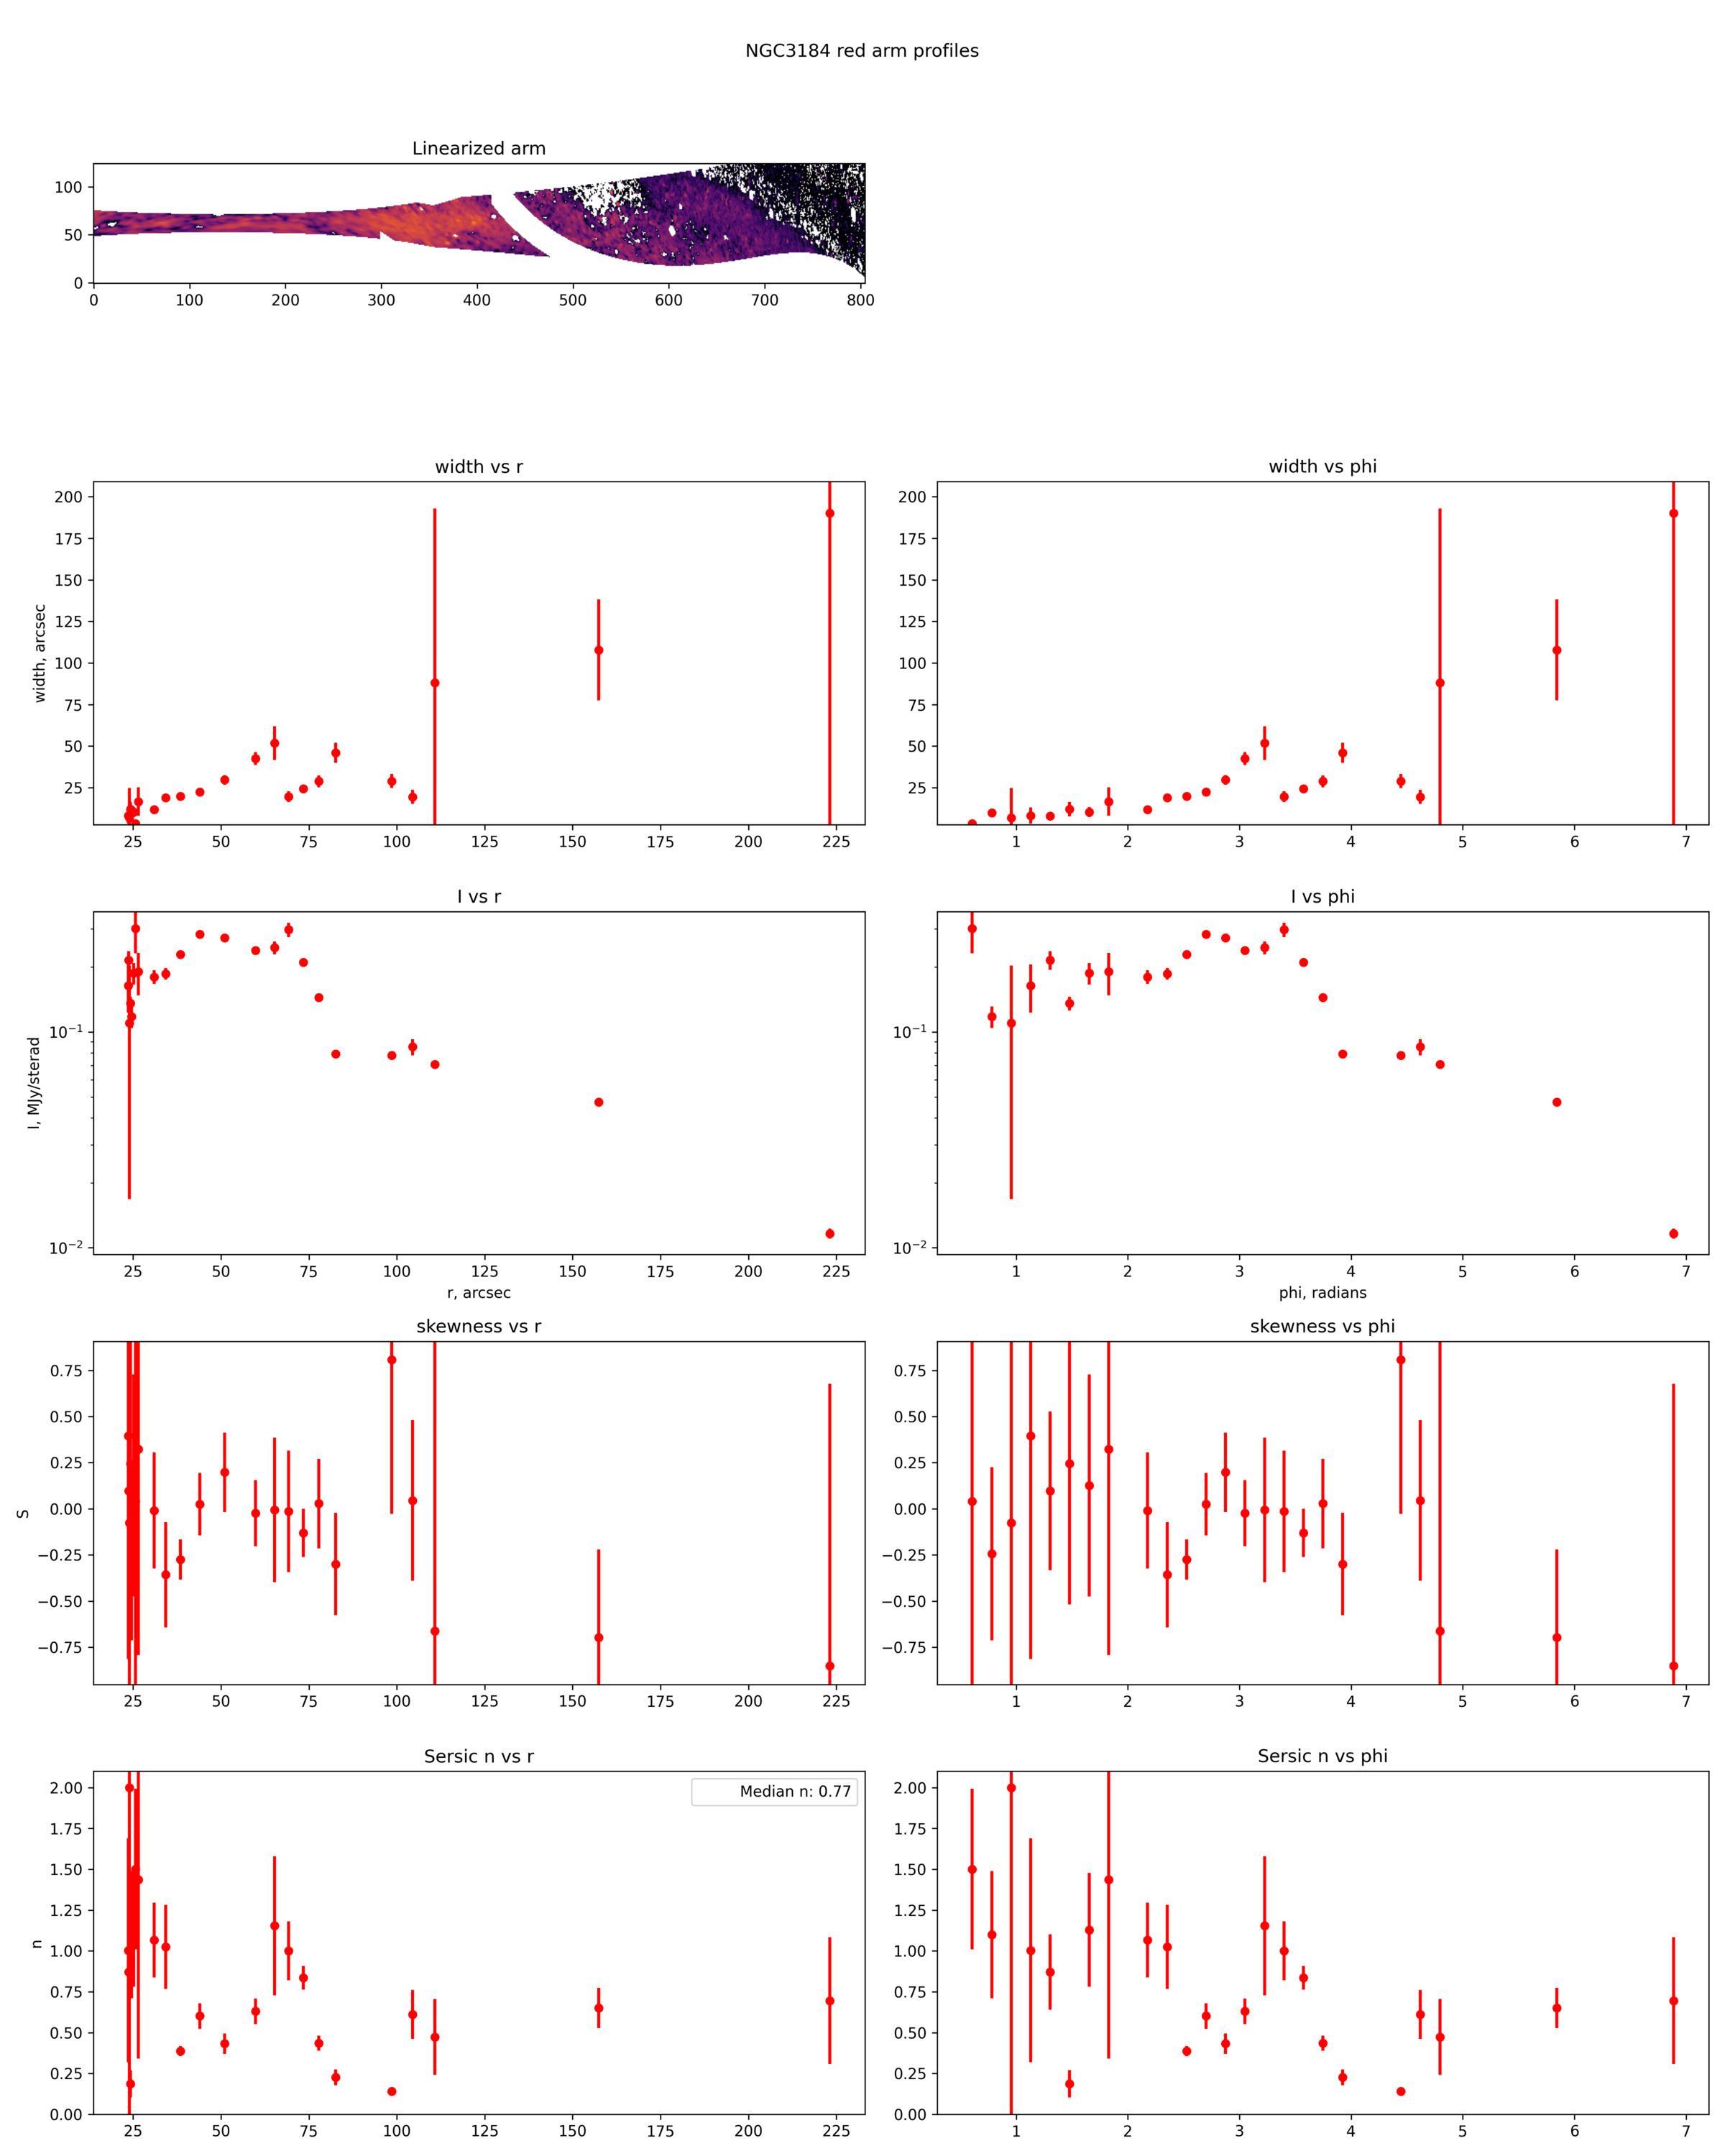 NGC3184 red arm profiles
Linearized arm
100
50
0
0 100 200 300 400 500 600 700 800
width vs r
width vs phi
width, arcsec
200
175
150
125
100
75
50
25
25 50 75 100 125 150 175 200 225
200
175
150
125
100
75
50
25
1 2 3 4 5 6 7
I vs r
I vs phi
I, MJy/sterad
10⁻¹
10⁻²
25 50 75 100 125 150 175 200 225
r, arcsec
10⁻¹
10⁻²
1 2 3 4 5 6 7
phi, radians
skewness vs r
skewness vs phi
S
0.75
0.50
0.25
0.00
−0.25
−0.50
−0.75
25 50 75 100 125 150 175 200 225
0.75
0.50
0.25
0.00
−0.25
−0.50
−0.75
1 2 3 4 5 6 7
Sersic n vs r
Sersic n vs phi
n
2.00
1.75
1.50
1.25
1.00
0.75
0.50
0.25
0.00
Median n: 0.77
25 50 75 100 125 150 175 200 225
2.00
1.75
1.50
1.25
1.00
0.75
0.50
0.25
0.00
1 2 3 4 5 6 7